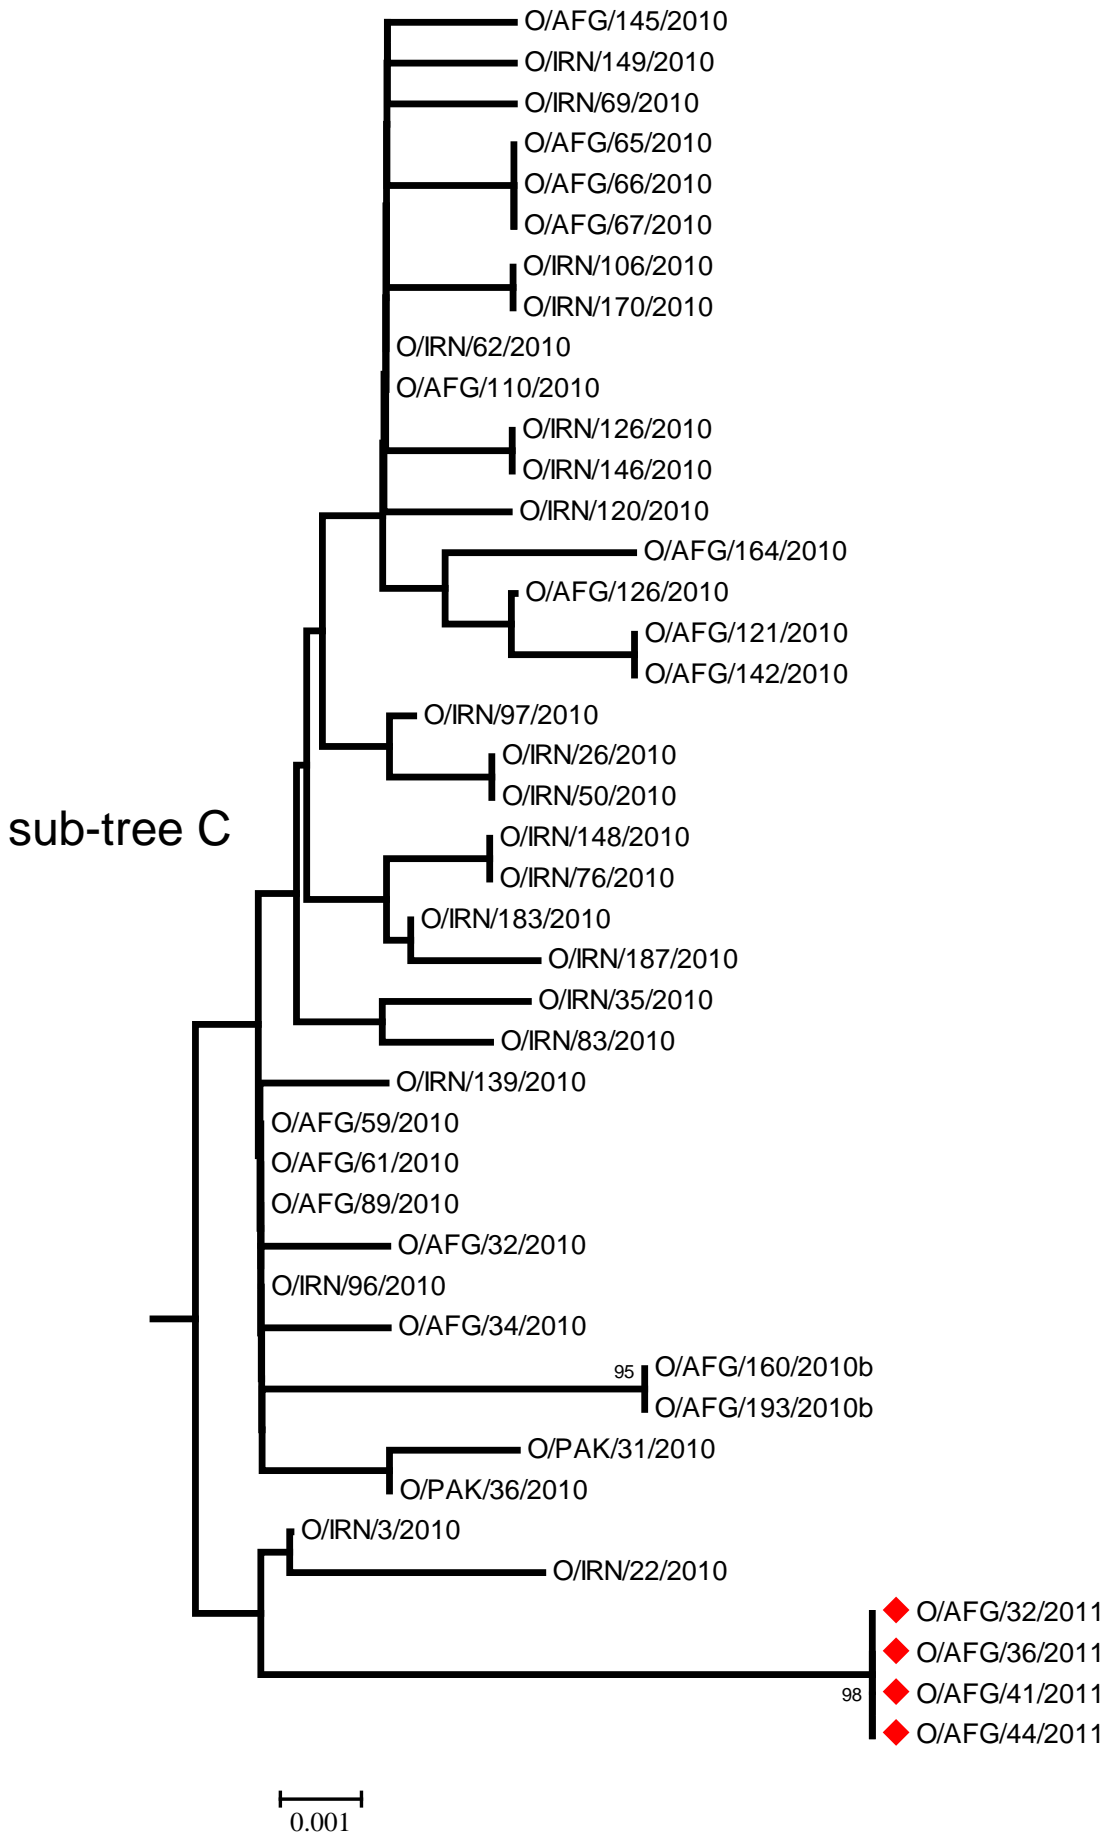 O/AFG/145/2010
O/IRN/149/2010
O/IRN/69/2010
O/AFG/65/2010
O/AFG/66/2010
O/AFG/67/2010
O/IRN/106/2010
O/IRN/170/2010
O/IRN/62/2010
O/AFG/110/2010
O/IRN/126/2010
O/IRN/146/2010
O/IRN/120/2010
O/AFG/164/2010
O/AFG/126/2010
O/AFG/121/2010
O/AFG/142/2010
O/IRN/97/2010
O/IRN/26/2010
O/IRN/50/2010
sub-tree C
O/IRN/148/2010
O/IRN/76/2010
O/IRN/183/2010
O/IRN/187/2010
O/IRN/35/2010
O/IRN/83/2010
O/IRN/139/2010
O/AFG/59/2010
O/AFG/61/2010
O/AFG/89/2010
O/AFG/32/2010
O/IRN/96/2010
O/AFG/34/2010
95 O/AFG/160/2010b
O/AFG/193/2010b
O/PAK/31/2010
O/PAK/36/2010
O/IRN/3/2010
O/IRN/22/2010
O/AFG/32/2011
O/AFG/36/2011
98 O/AFG/41/2011
O/AFG/44/2011
0.001